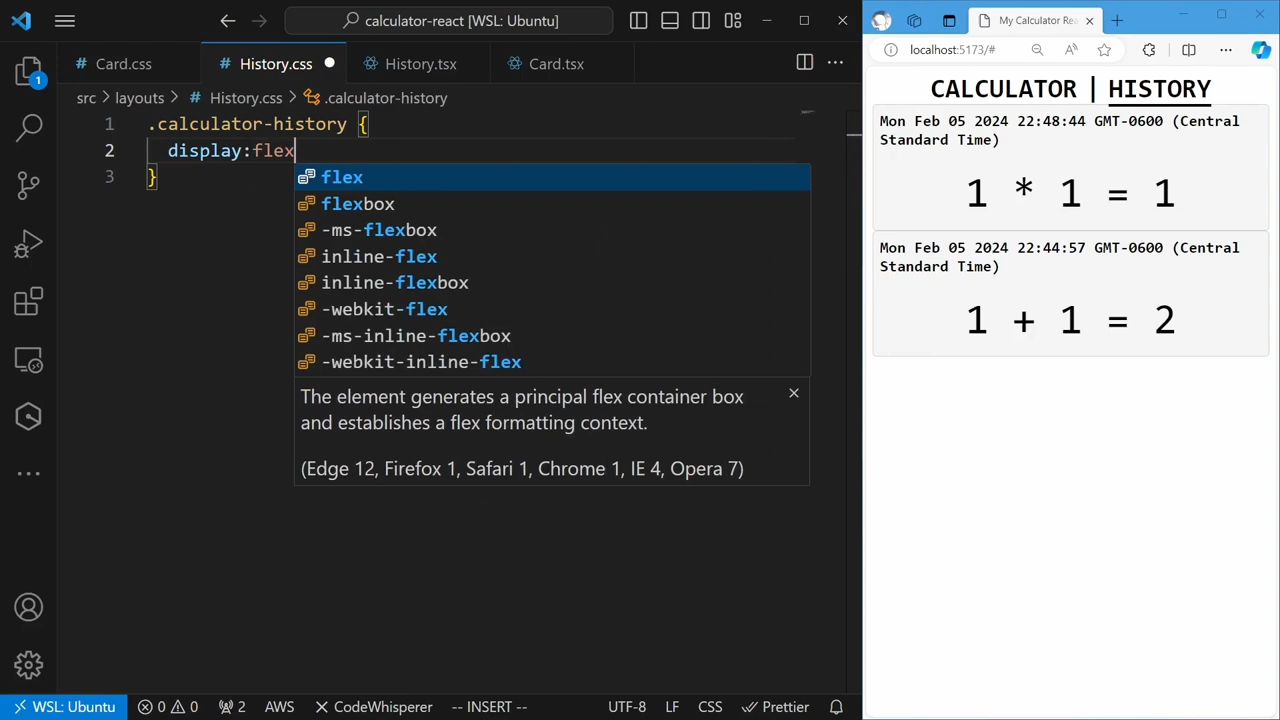 calculator-react [WSL: Ubuntu]
My Calculator Rea
localhost:5173/#
1
Card.css
History.css
History.tsx
Card.tsx
src > layouts > History.css > .calculator-history
1 .calculator-history {
2 display:flex
3 }
flex
flexbox
-ms-flexbox
inline-flex
inline-flexbox
-webkit-flex
-ms-inline-flexbox
-webkit-inline-flex
The element generates a principal flex container box
and establishes a flex formatting context.
(Edge 12, Firefox 1, Safari 1, Chrome 1, IE 4, Opera 7)
CALCULATOR | HISTORY
Mon Feb 05 2024 22:48:44 GMT-0600 (Central
Standard Time)
1 * 1 = 1
Mon Feb 05 2024 22:44:57 GMT-0600 (Central
Standard Time)
1 + 1 = 2
WSL: Ubuntu 0 0 2 AWS CodeWhisperer -- INSERT -- UTF-8 LF CSS Prettier